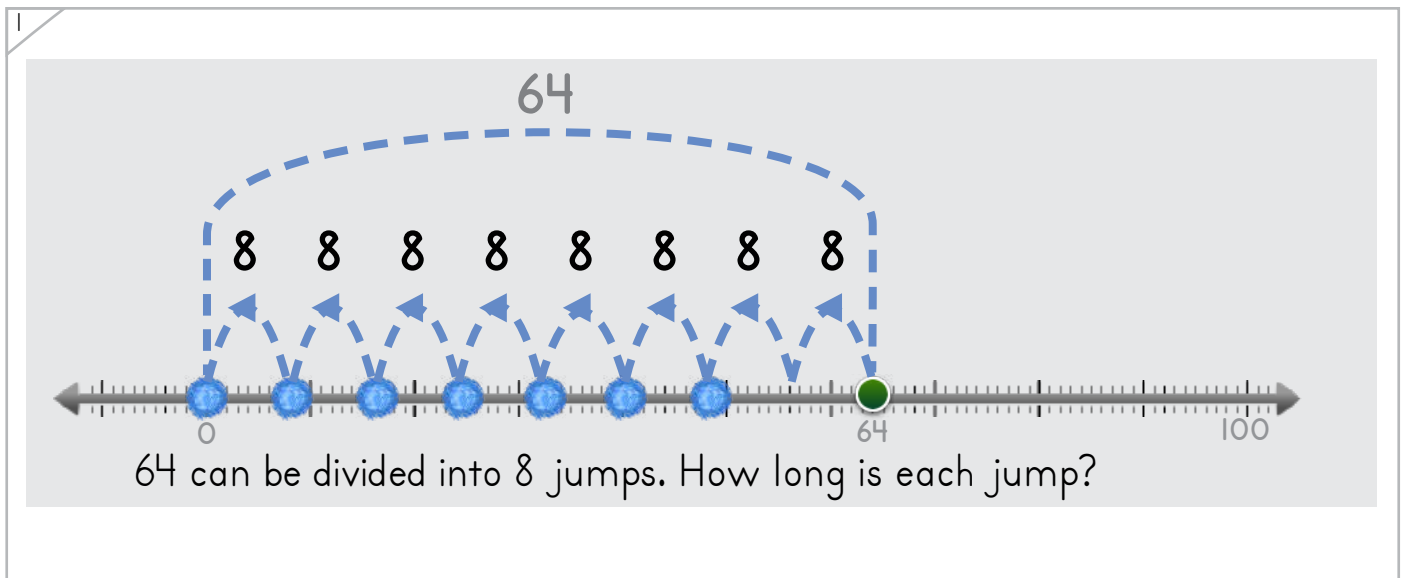 1
64
8 8 8 8 8 8 8 8
0 64 100
64 can be divided into 8 jumps. How long is each jump?